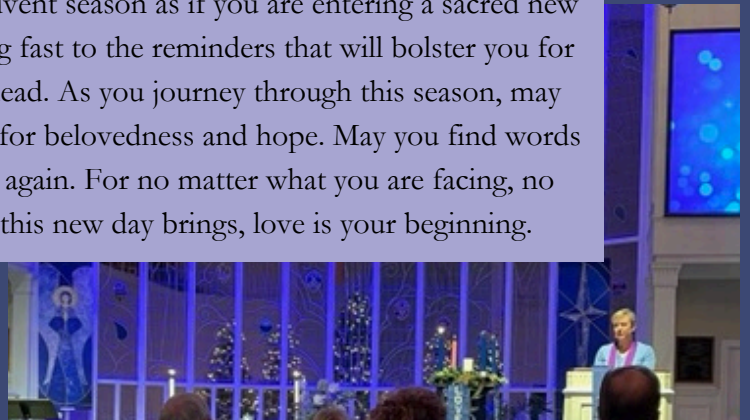 season as if you are entering a sacred new
fast to the reminders that will bolster you for
As you journey through this season, may
for belovedness and hope. May you find words
again. For no matter what you are facing, no
this new day brings, love is your beginning.